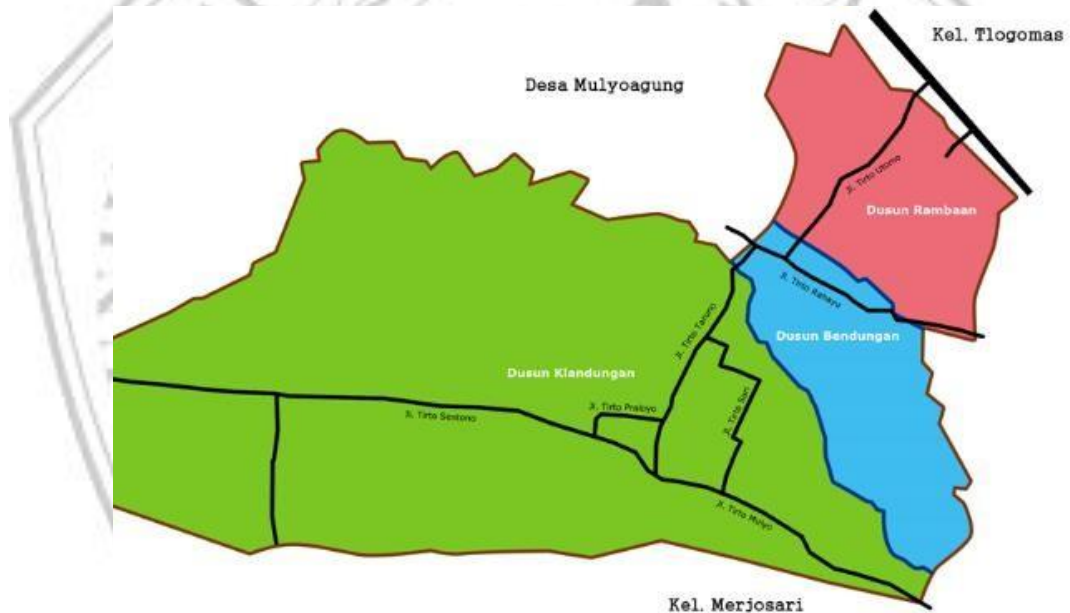 Kel. Tlogomas
Desa Mulyoagung
Jl. Tirto Utomo
Dusun Rambaan
Jl. Tirto Rahayu
Dusun Bendungan
Jl. Tirto Taruno
Dusun Klandungan
Jl. Tirto Sari
Jl. Tirto Praloyo
Jl. Tirto Sentono
Jl. Tirto Mulyo
Kel. Merjosari